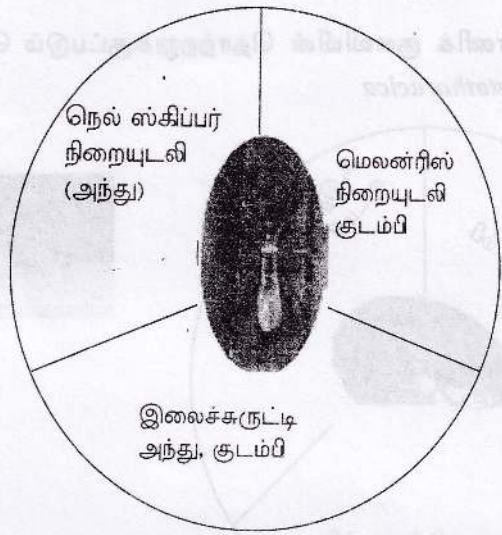 நெல் ஸ்கிப்பர்
நிறையுடலி
(அந்து)
மெலன்ரிஸ்
நிறையுடலி
குடம்பி
இலைச்சுருட்டி
அந்து, குடம்பி